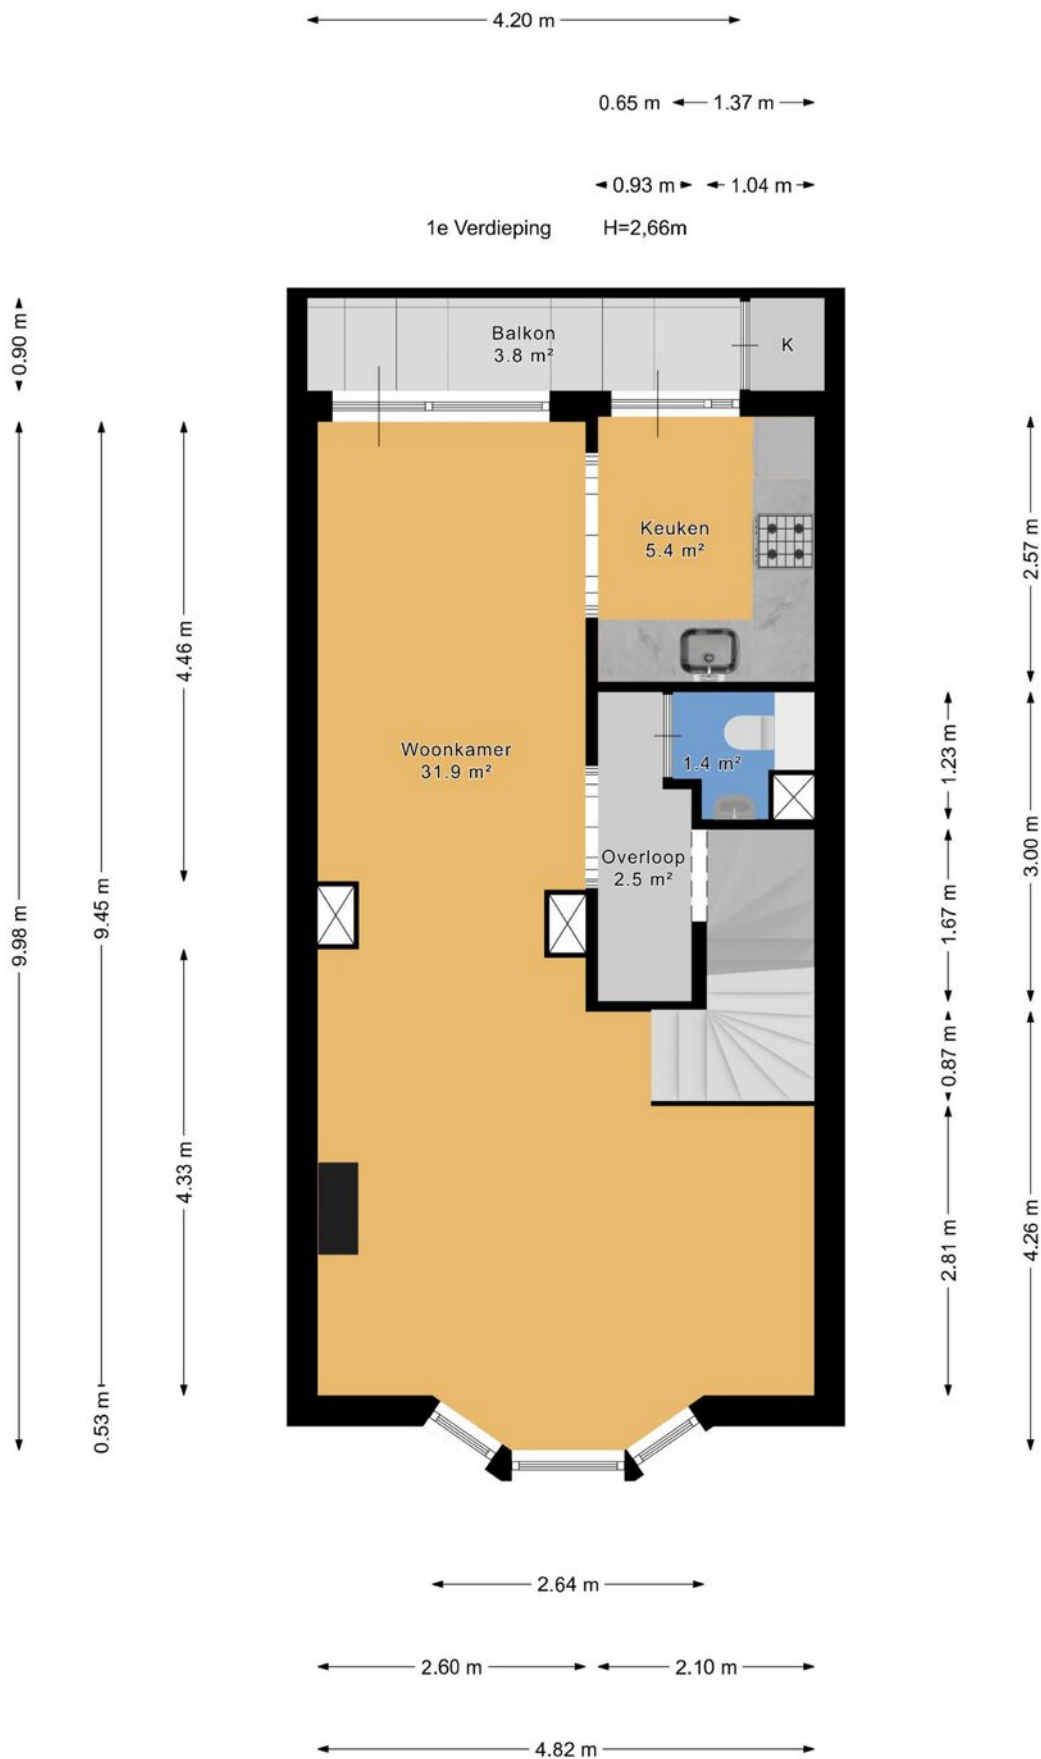 4.20 m
0.65 m 1.37 m
0.93 m 1.04 m
1e Verdieping H=2,66m
0.90 m
Balkon
3.8 m²
K
Keuken
5.4 m²
2.57 m
4.46 m
Woonkamer
31.9 m²
1.4 m²
1.23 m
Overloop
2.5 m²
3.00 m
9.98 m
9.45 m
1.67 m
0.87 m
4.33 m
2.81 m
4.26 m
0.53 m
2.64 m
2.60 m 2.10 m
4.82 m